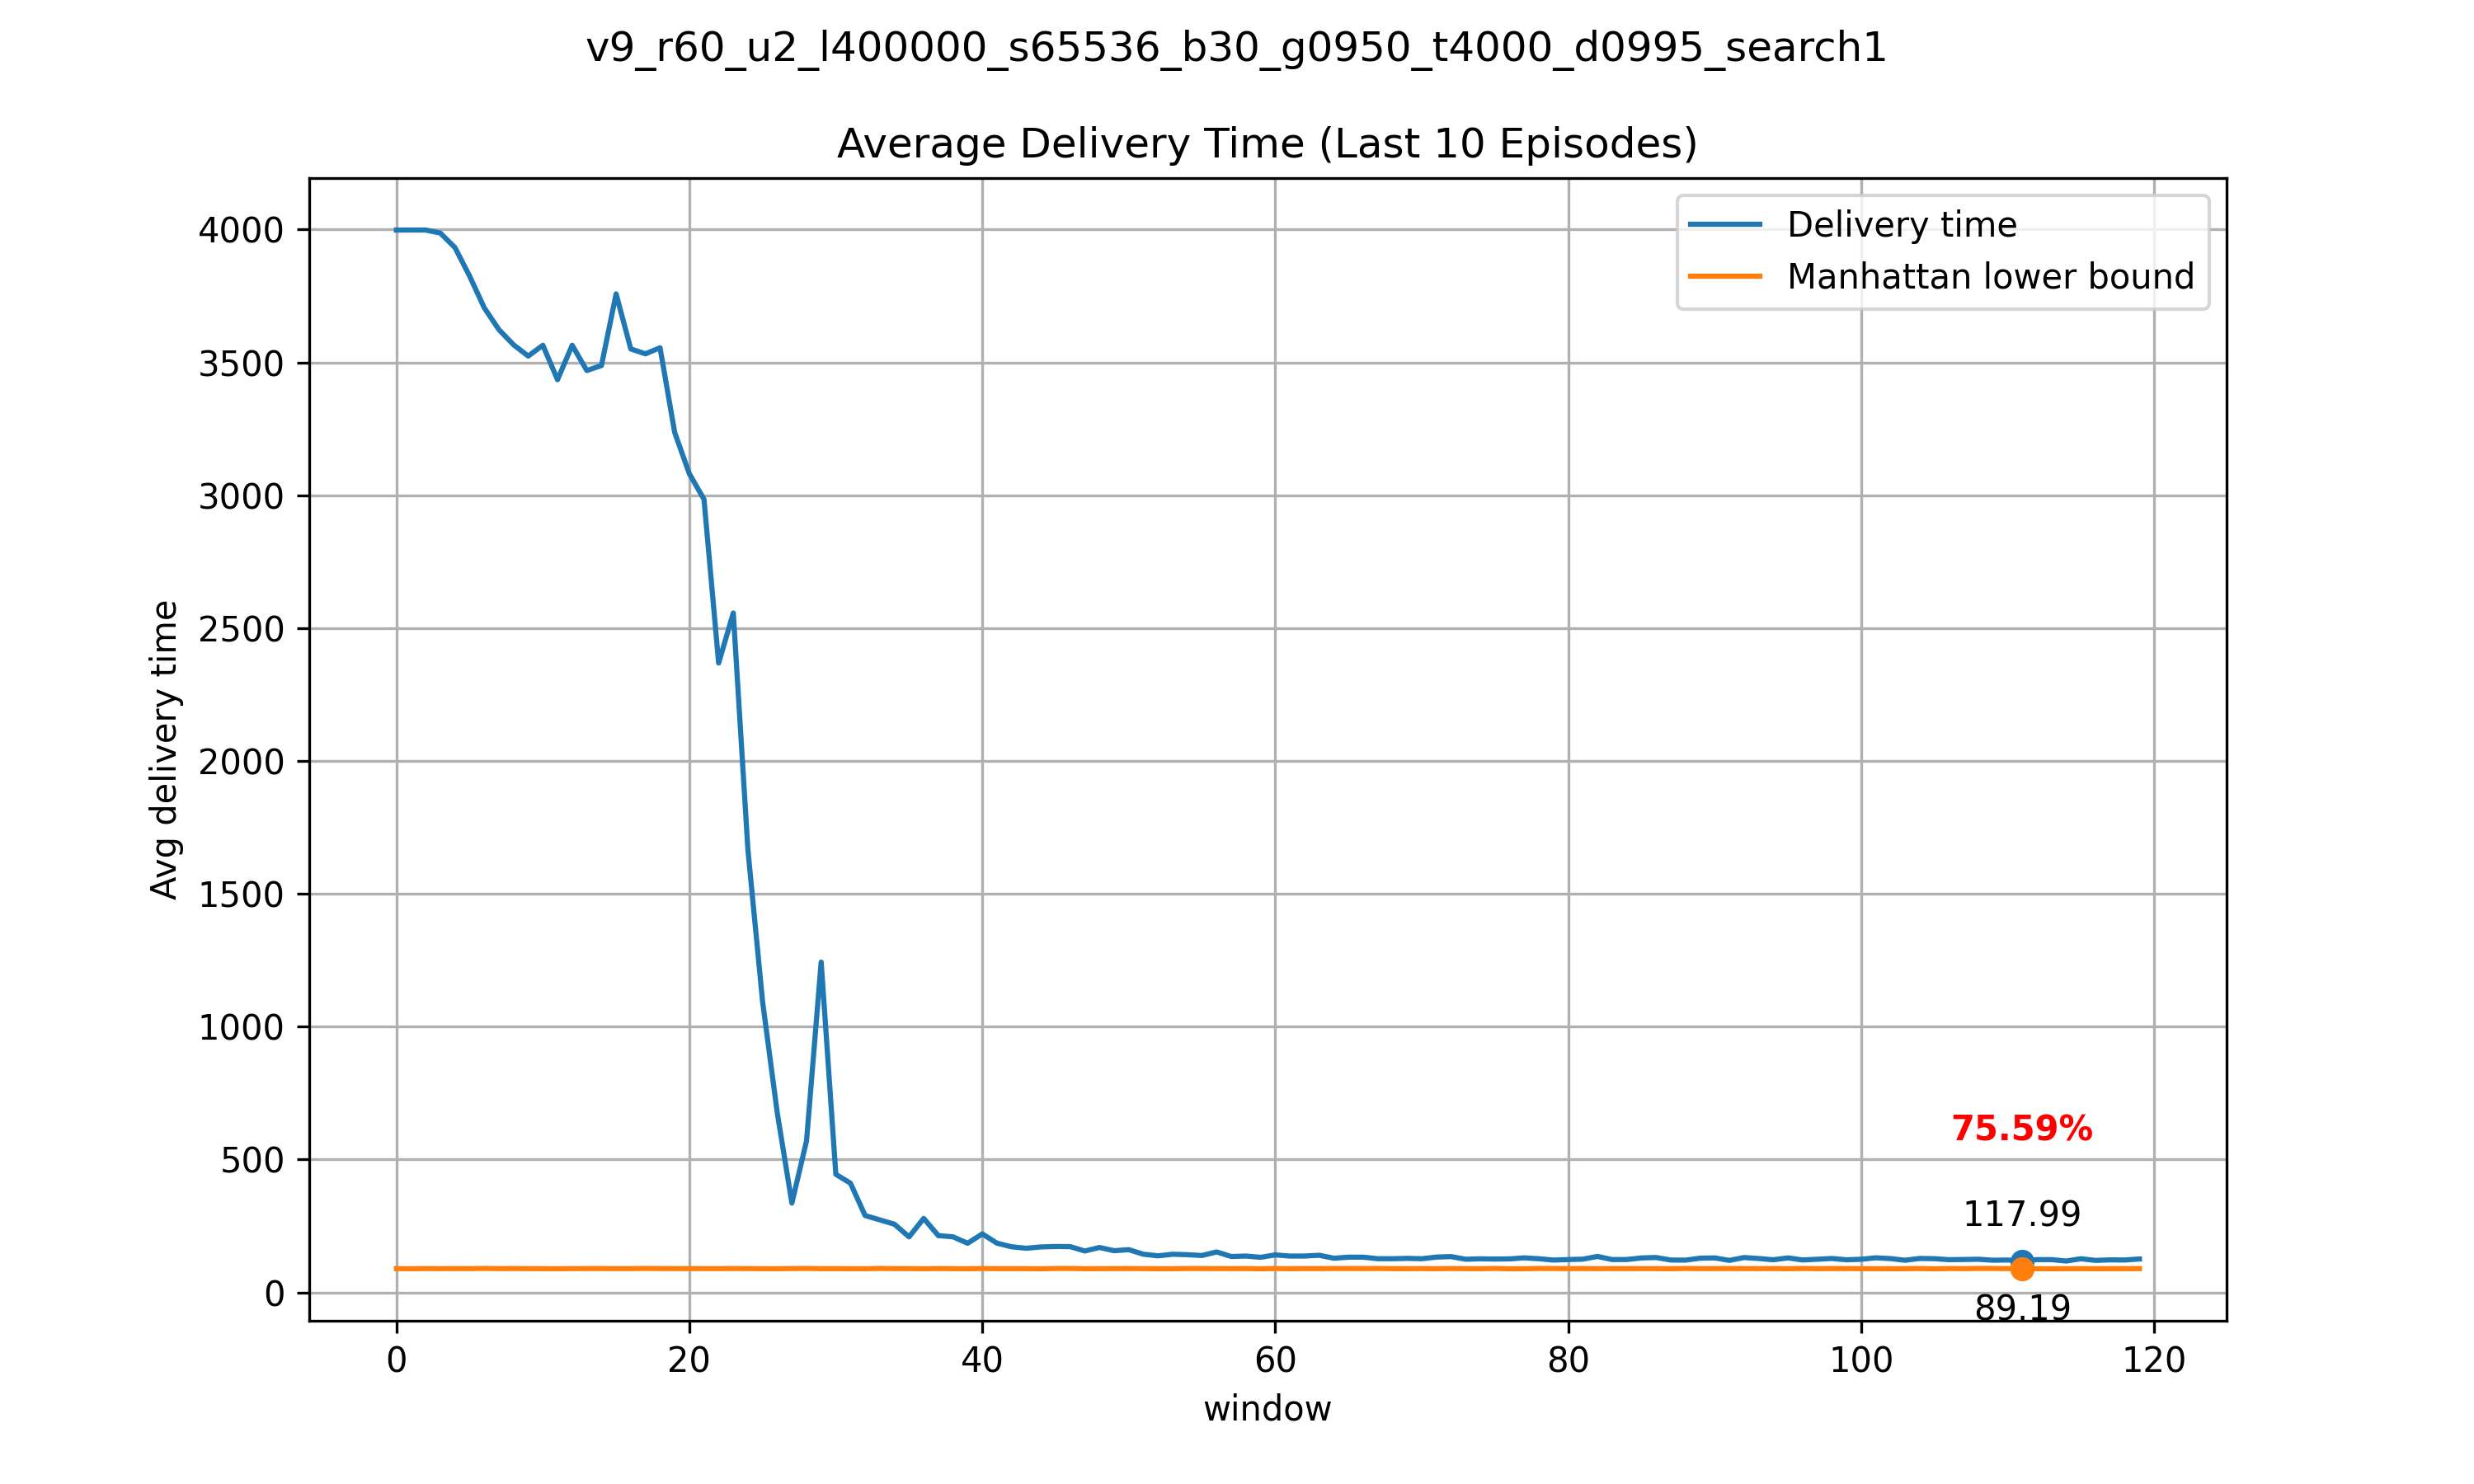 v9_r60_u2_l400000_s65536_b30_g0950_t4000_d0995_search1
Average Delivery Time (Last 10 Episodes)
Delivery time
Manhattan lower bound
Avg delivery time
4000
3500
3000
2500
2000
1500
1000
500
0
75.59%
117.99
89.19
0 20 40 60 80 100 120
window